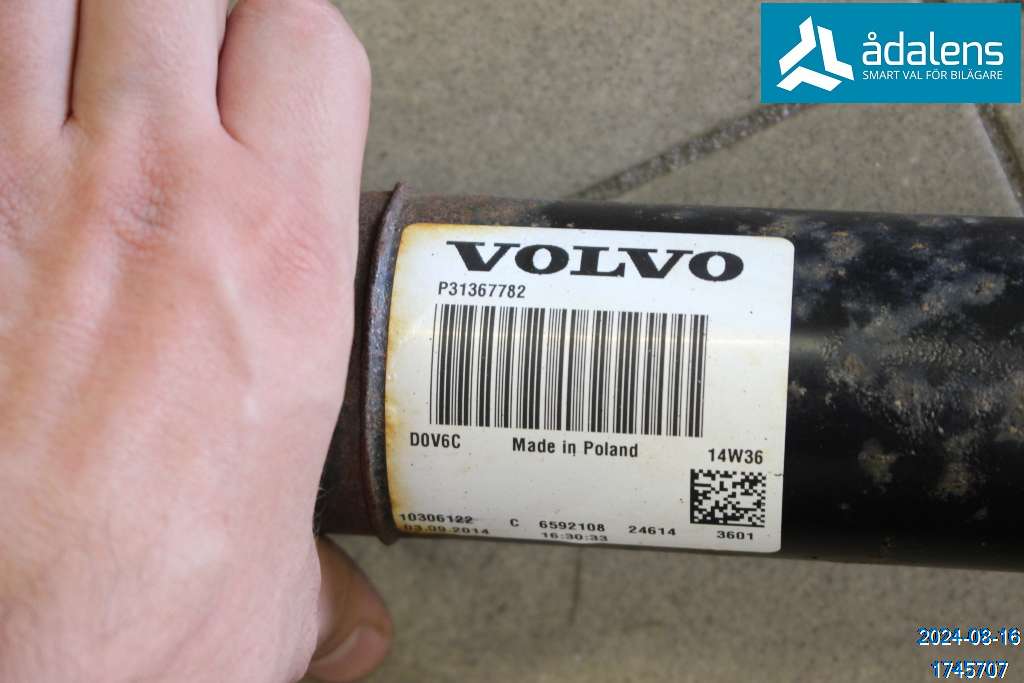 ådalens
SMART VAL FÖR BILÄGARE
VOLVO
P31367782
D0V6C Made in Poland 14W36
10306122 C 6592108 24614 3601
03.09.2014 16:30:33
2024-08-16
1745707